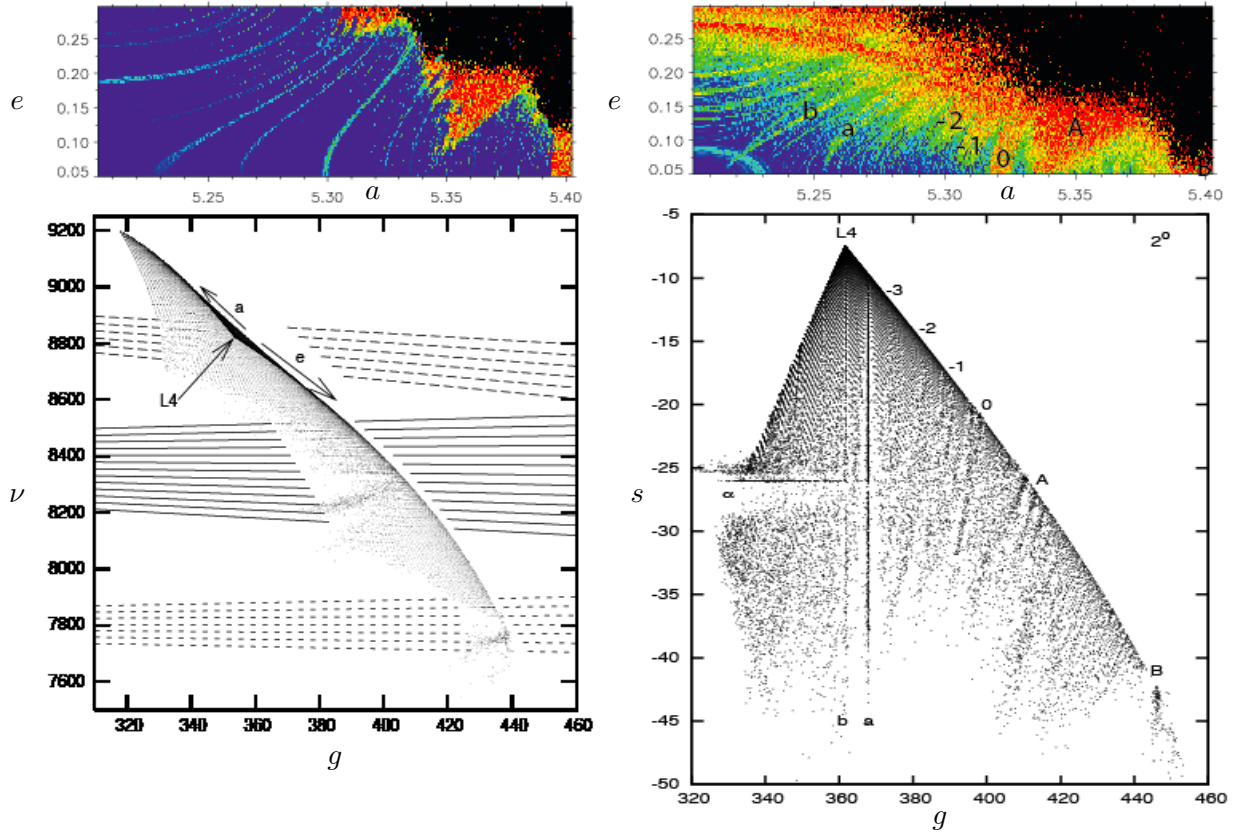 0.25
0.20
e
0.15
0.10
0.05
5.25 5.30 5.35 5.40
a
0.25
0.20
e
0.15
0.10
0.05
b
a
-2
-1
0
A
B
5.25 5.30 5.35 5.40
a
9200
9000
8800
8600
8400
ν
8200
8000
7800
7600
a
e
L4
320 340 360 380 400 420 440 460
g
-5
-10
-15
-20
-25
s
-30
-35
-40
-45
-50
L4
2º
-3
-2
-1
0
A
α
B
b a
320 340 360 380 400 420 440 460
g